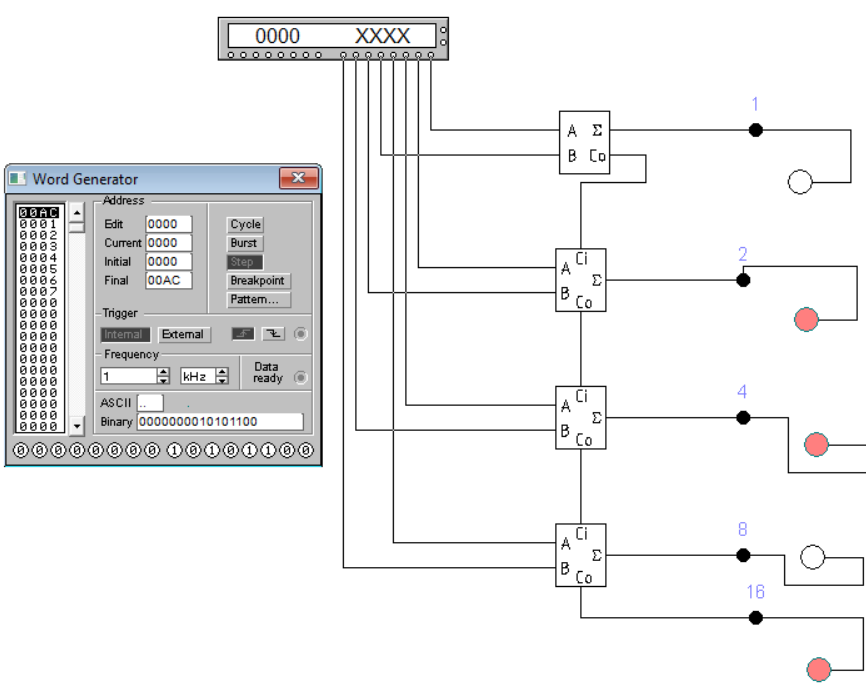 0000 XXXX
1
A Σ
B Co
Word Generator
Address
00AC
0001
0002
0003
0004
0005
0006
0007
0000
0000
0000
0000
0000
0000
0000
0000
0000
0000
0000
Edit 0000
Current 0000
Initial 0000
Final 00AC
Cycle
Burst
Step
Breakpoint
Pattern...
Trigger
Internal External
Frequency
1 kHz
Data
ready
ASCII .. .
Binary 0000000010101100
0 0 0 0 0 0 0 0 1 0 1 0 1 1 0 0
2
Ci
A Σ
B Co
4
Ci
A Σ
B Co
8
Ci
A Σ
B Co
16